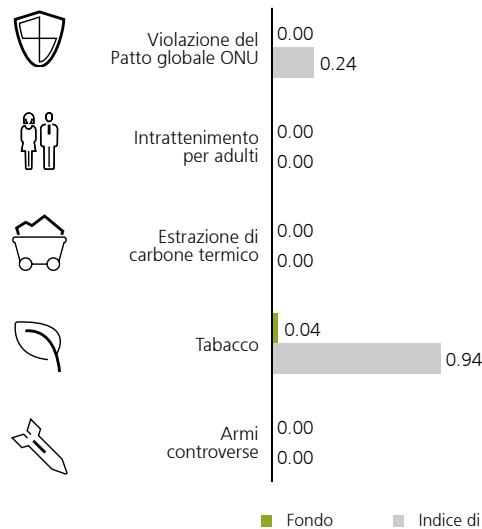 Violazione del
Patto globale ONU
0.00
0.24
Intrattenimento
per adulti
0.00
0.00
Estrazione di
carbone termico
0.00
0.00
Tabacco
0.04
0.94
Armi
controverse
0.00
0.00
Fondo
Indice di